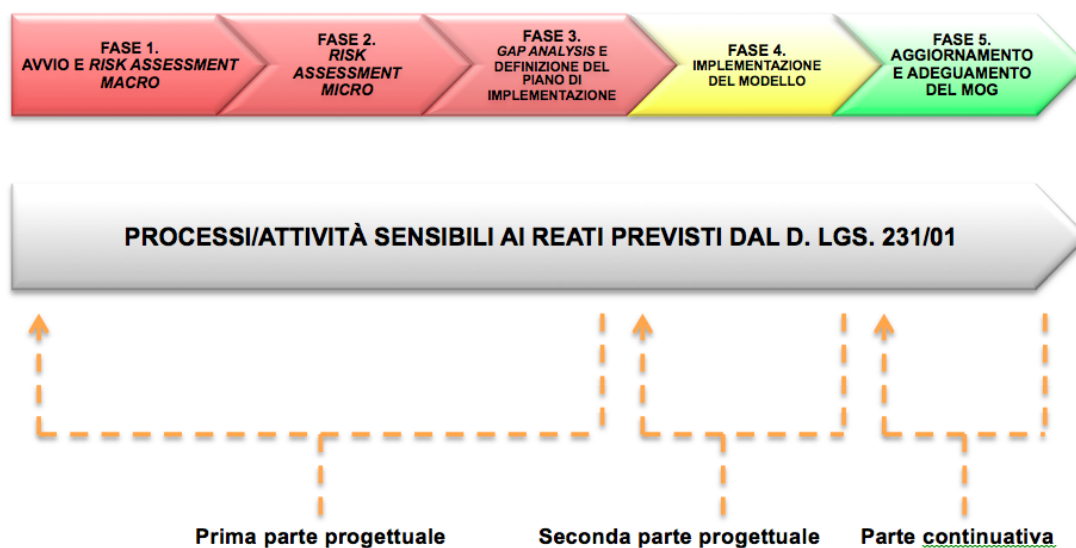 FASE 1.
AVVIO E RISK ASSESSMENT
MACRO
FASE 2.
RISK
ASSESSMENT
MICRO
FASE 3.
GAP ANALYSIS E
DEFINIZIONE DEL
PIANO DI
IMPLEMENTAZIONE
FASE 4.
IMPLEMENTAZIONE
DEL MODELLO
FASE 5.
AGGIORNAMENTO
E ADEGUAMENTO
DEL MOG
PROCESSI/ATTIVITÀ SENSIBILI AI REATI PREVISTI DAL D. LGS. 231/01
Prima parte progettuale
Seconda parte progettuale
Parte continuativa